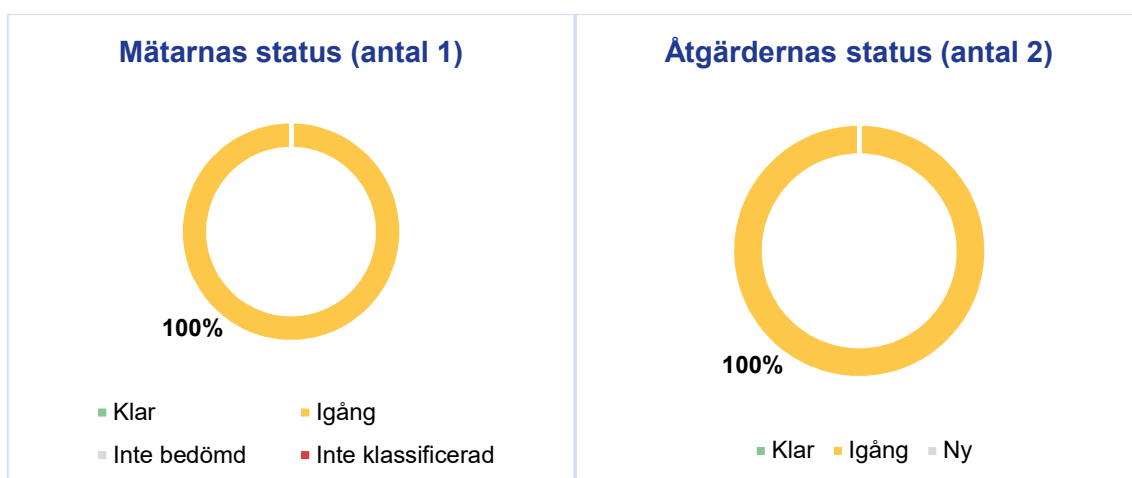 Mätarnas status (antal 1)
100%
Klar
Igång
Inte bedömd
Inte klassificerad
Åtgärdernas status (antal 2)
100%
Klar Igång Ny